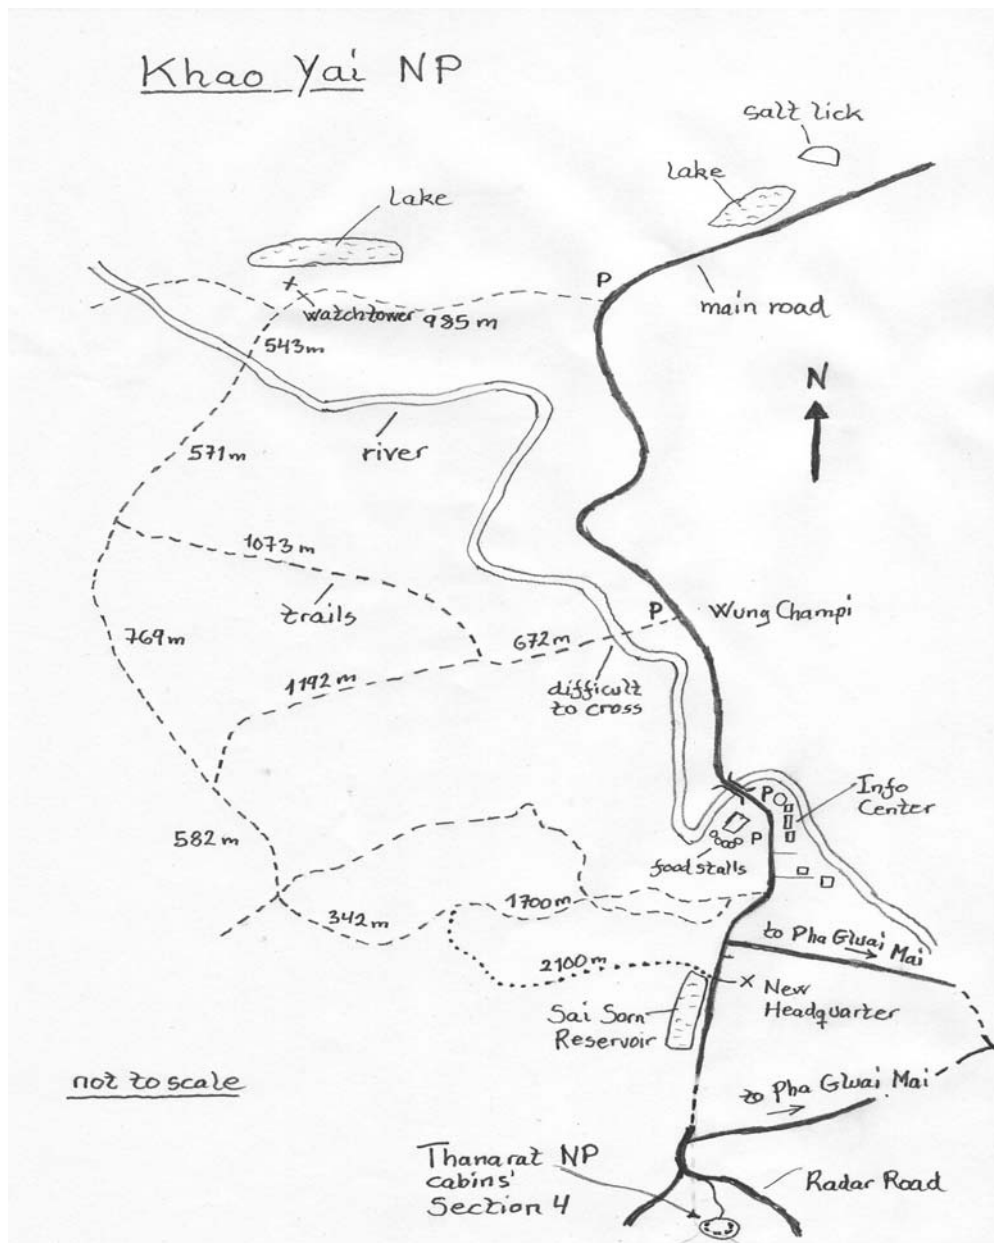 Khao Yai NP
salt lick
lake
lake
P
main road
watchtower
985 m
543m
N
571m
river
1073 m
trails
P
Wung Champi
769m
672m
1192 m
difficult
to cross
P
Info
Center
582 m
P
food stalls
1700m
342m
to Pha Gluai Mai
2100m
X New
Headquarter
Sai Sorn
Reservoir
not to scale
to Pha Gluai Mai
Thanarat NP
cabins'
Section 4
Radar Road